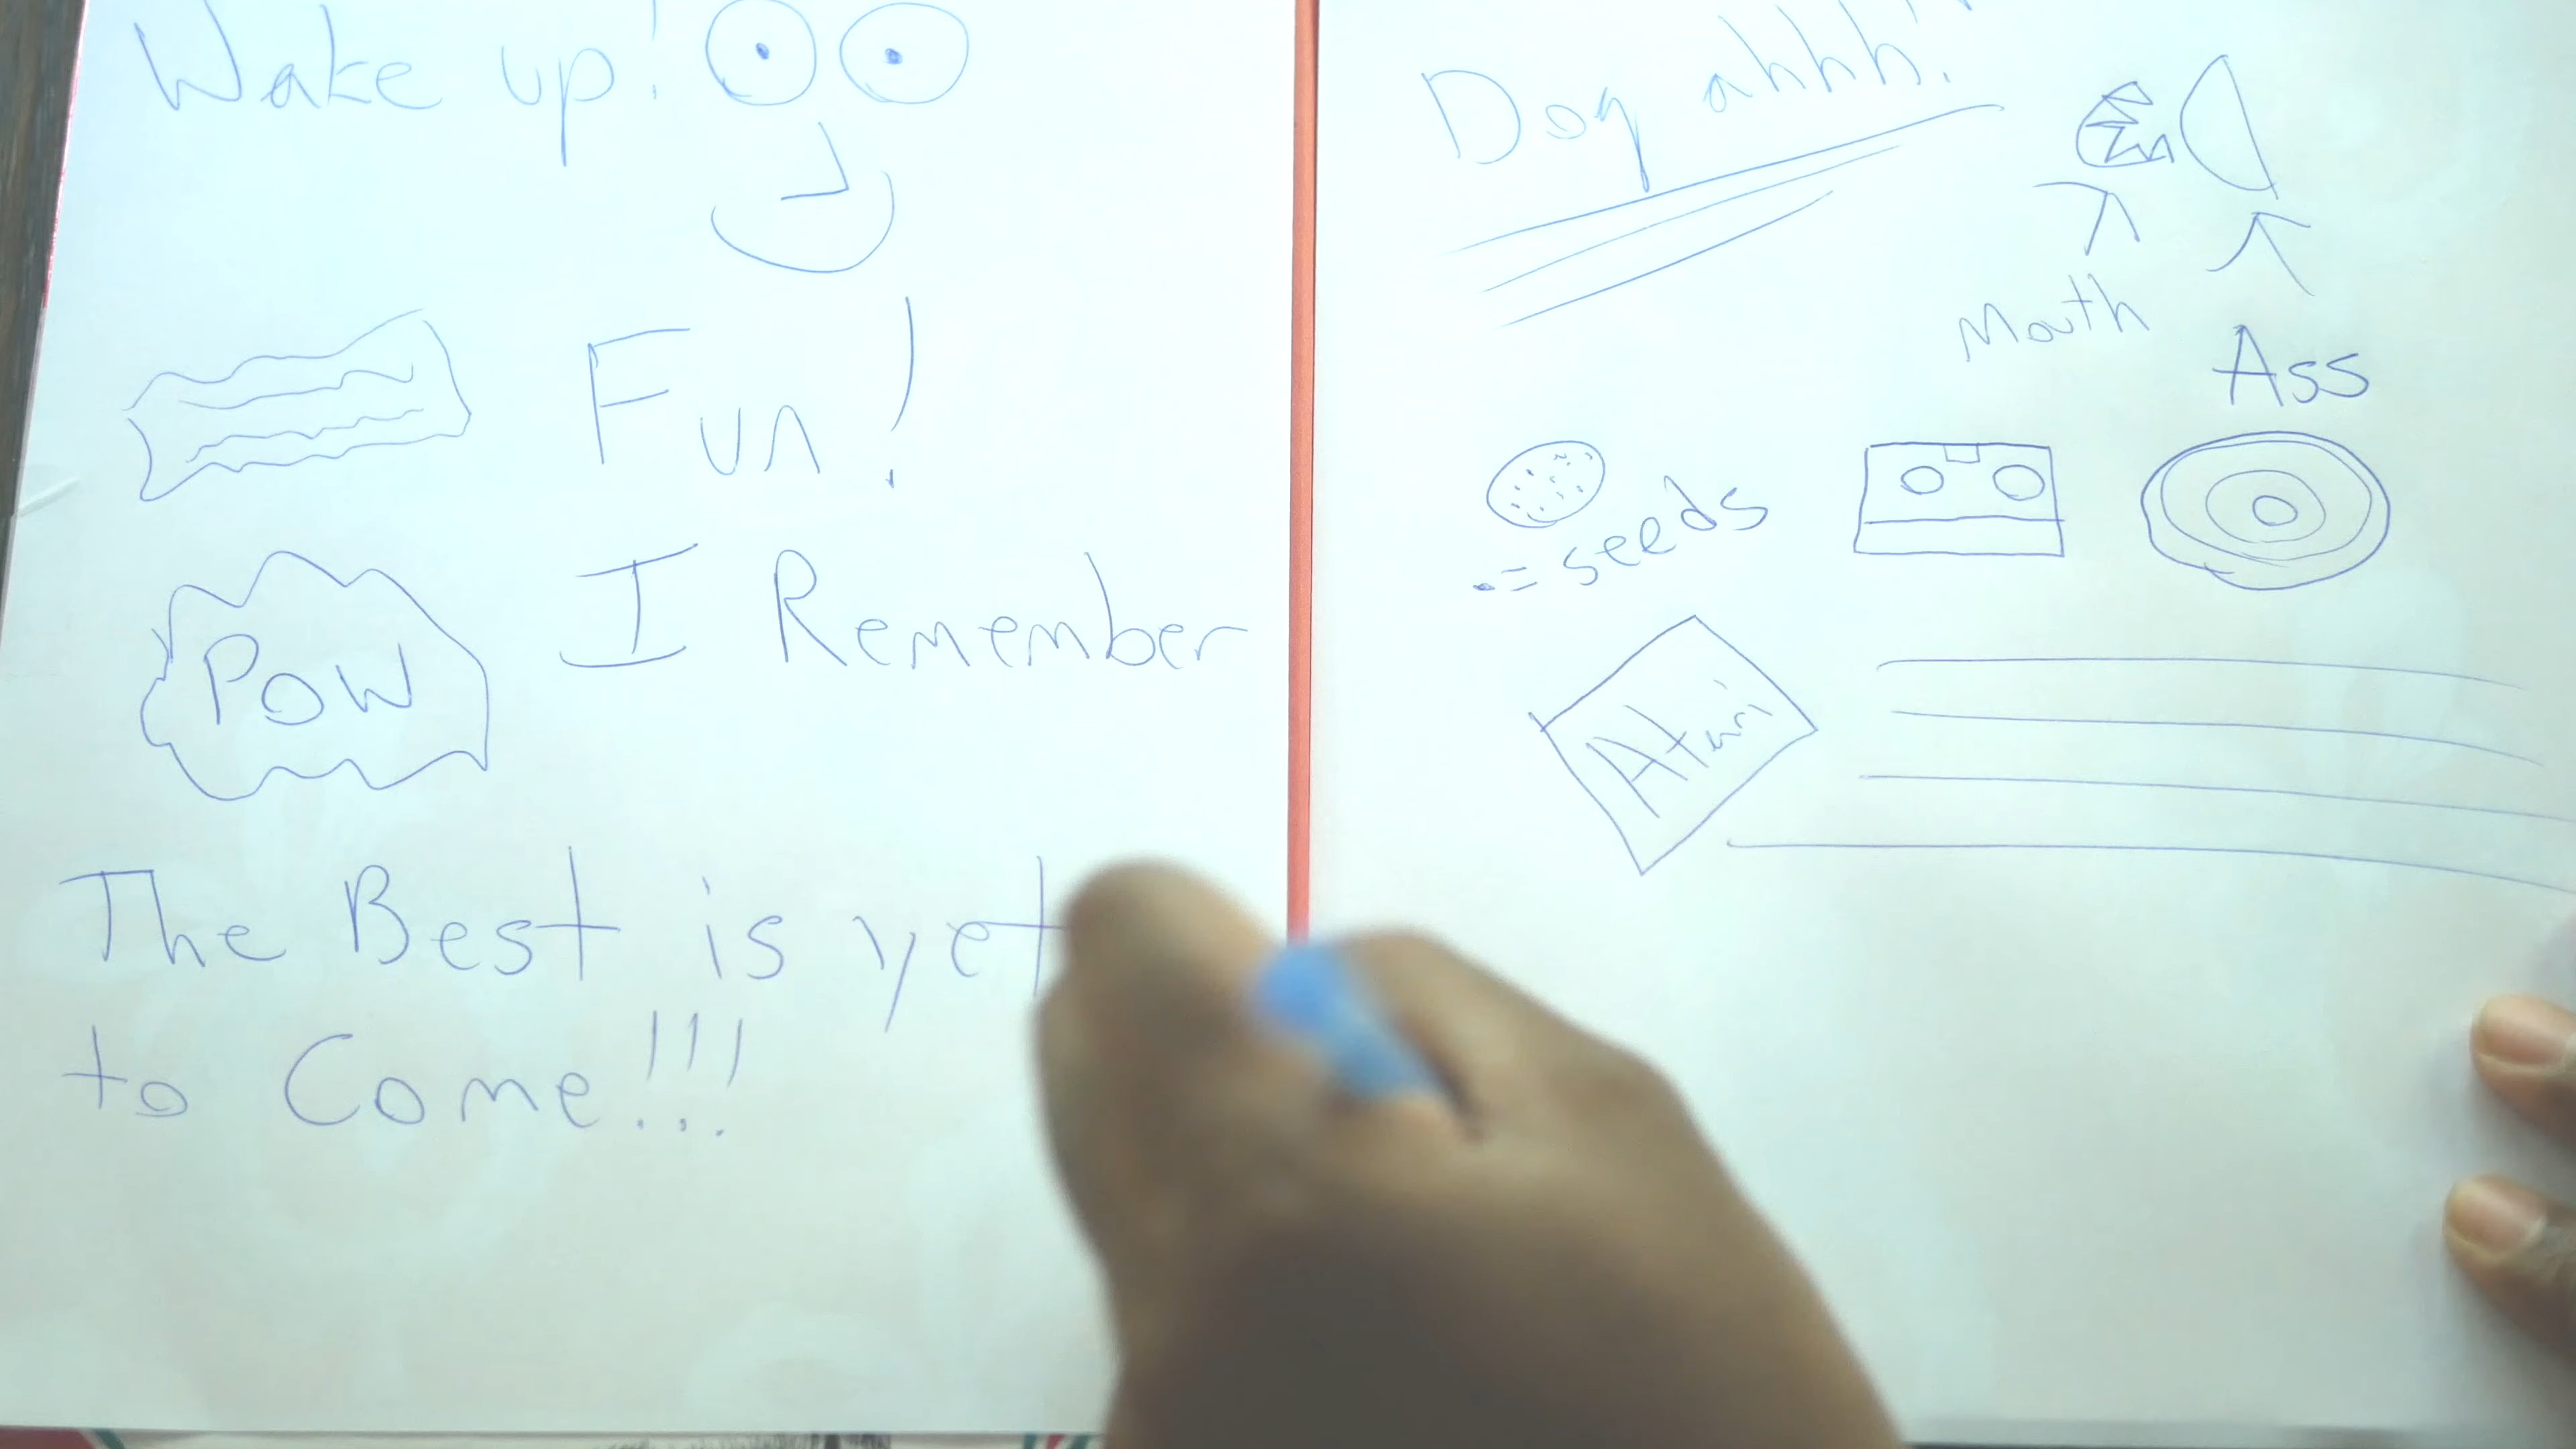 Wake up!
Fun!
POW
I Remember
The Best is yet
to Come!!!
Dog ahhh!
Mouth
Ass
.= seeds
Atari